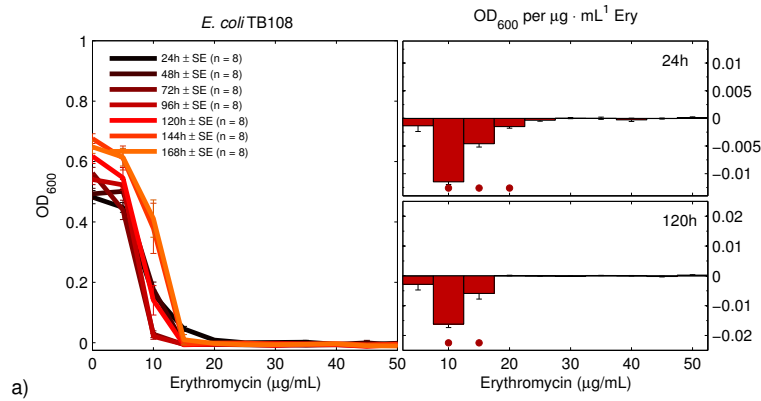 E. coli TB108
OD600 per μg · mL1 Ery
1
0.8
0.6
0.4
0.2
0
OD600
24h ± SE (n = 8)
48h ± SE (n = 8)
72h ± SE (n = 8)
96h ± SE (n = 8)
120h ± SE (n = 8)
144h ± SE (n = 8)
168h ± SE (n = 8)
0 10 20 30 40 50
Erythromycin (μg/mL)
24h
0.01
0.005
0
−0.005
−0.01
120h
0.02
0.01
0
−0.01
−0.02
10 20 30 40 50
Erythromycin (μg/mL)
a)